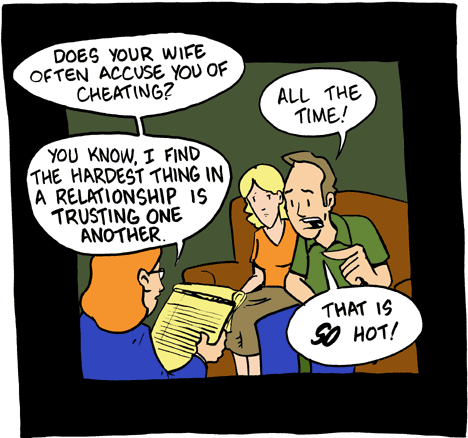 DOES YOUR WIFE
OFTEN ACCUSE YOU OF
CHEATING?
ALL THE
TIME!
YOU KNOW, I FIND
THE HARDEST THING IN
A RELATIONSHIP IS
TRUSTING ONE
ANOTHER.
THAT IS
SO HOT!